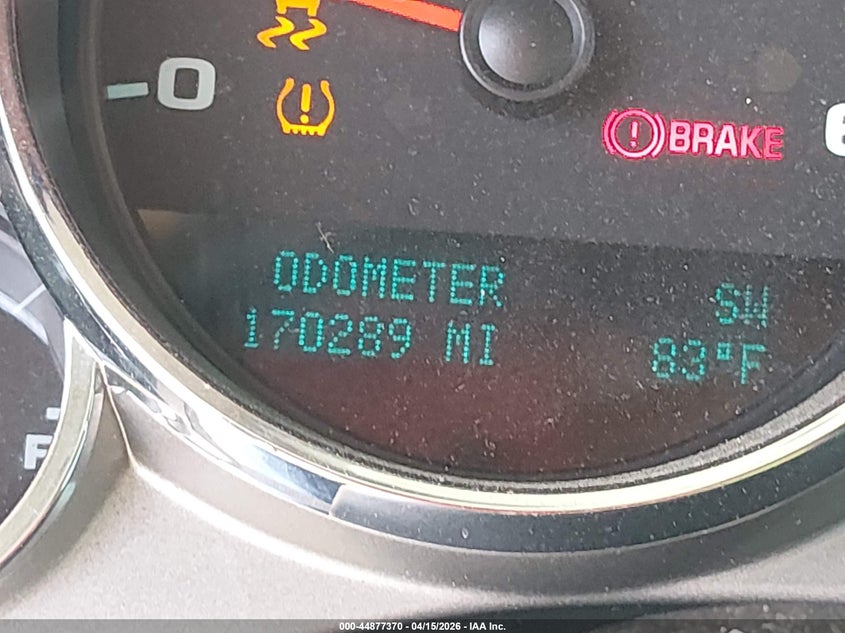 0
BRAKE
ODOMETER SW
170289 MI 83°F
F
000-44877370 - 04/15/2026 - IAA Inc.